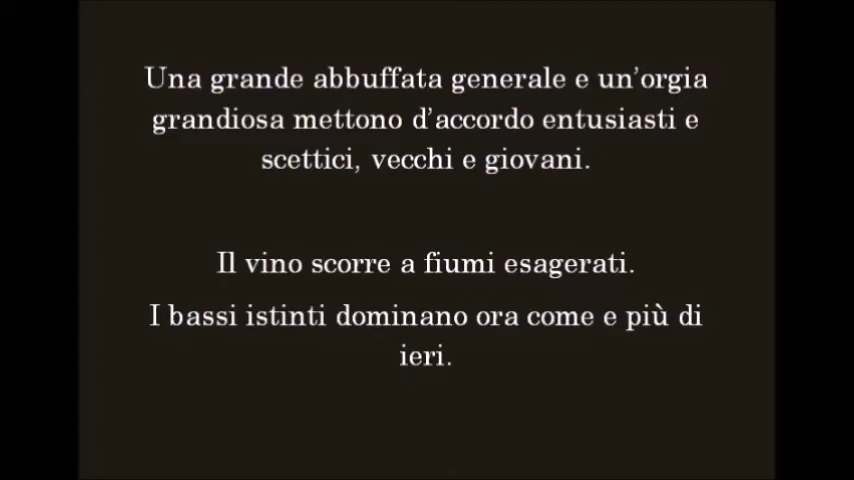 Una grande abbuffata generale e un'orgia
grandiosa mettono d'accordo entusiasti e
scettici, vecchi e giovani.
Il vino scorre a fiumi esagerati.
I bassi istinti dominano ora come e più di
ieri.